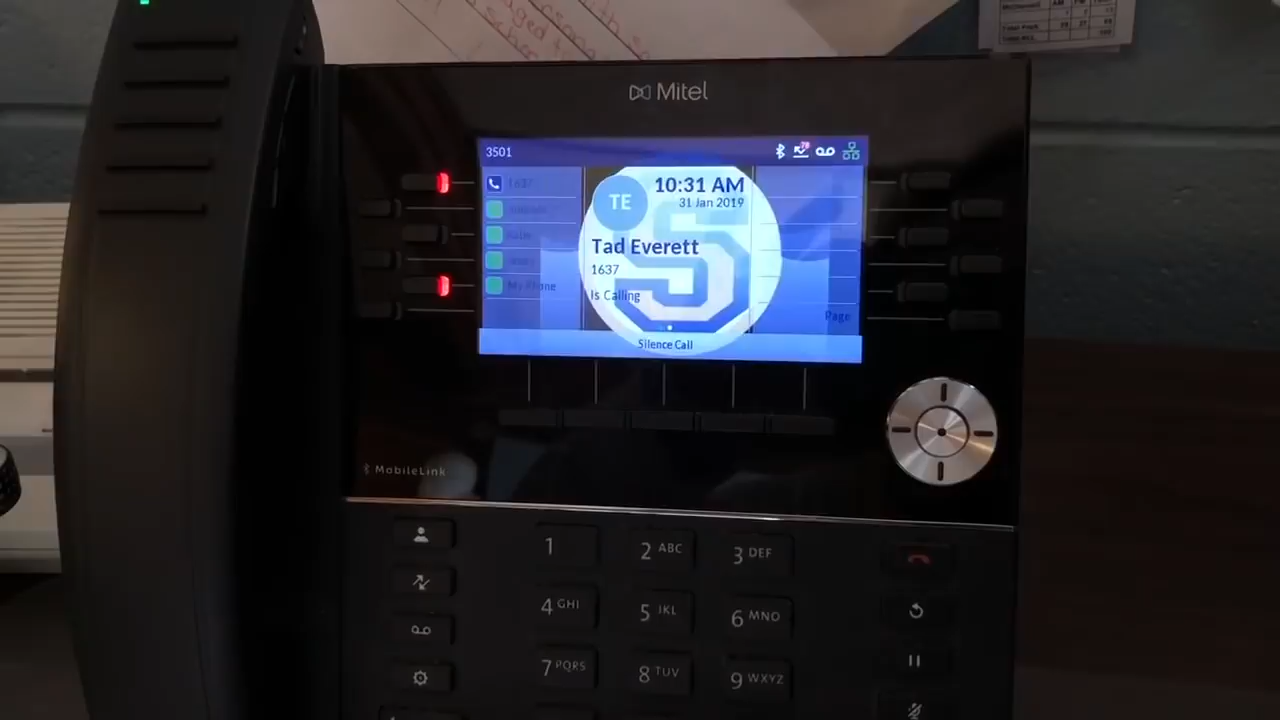 Mitel
3501
1637
10:31 AM
TE
31 Jan 2019
Tad Everett
1637
Is Calling
My Phone
Page
Silence Call
MobileLink
1
2 ABC
3 DEF
4 GHI
5 JKL
6 MNO
7 PQRS
8 TUV
9 WXYZ